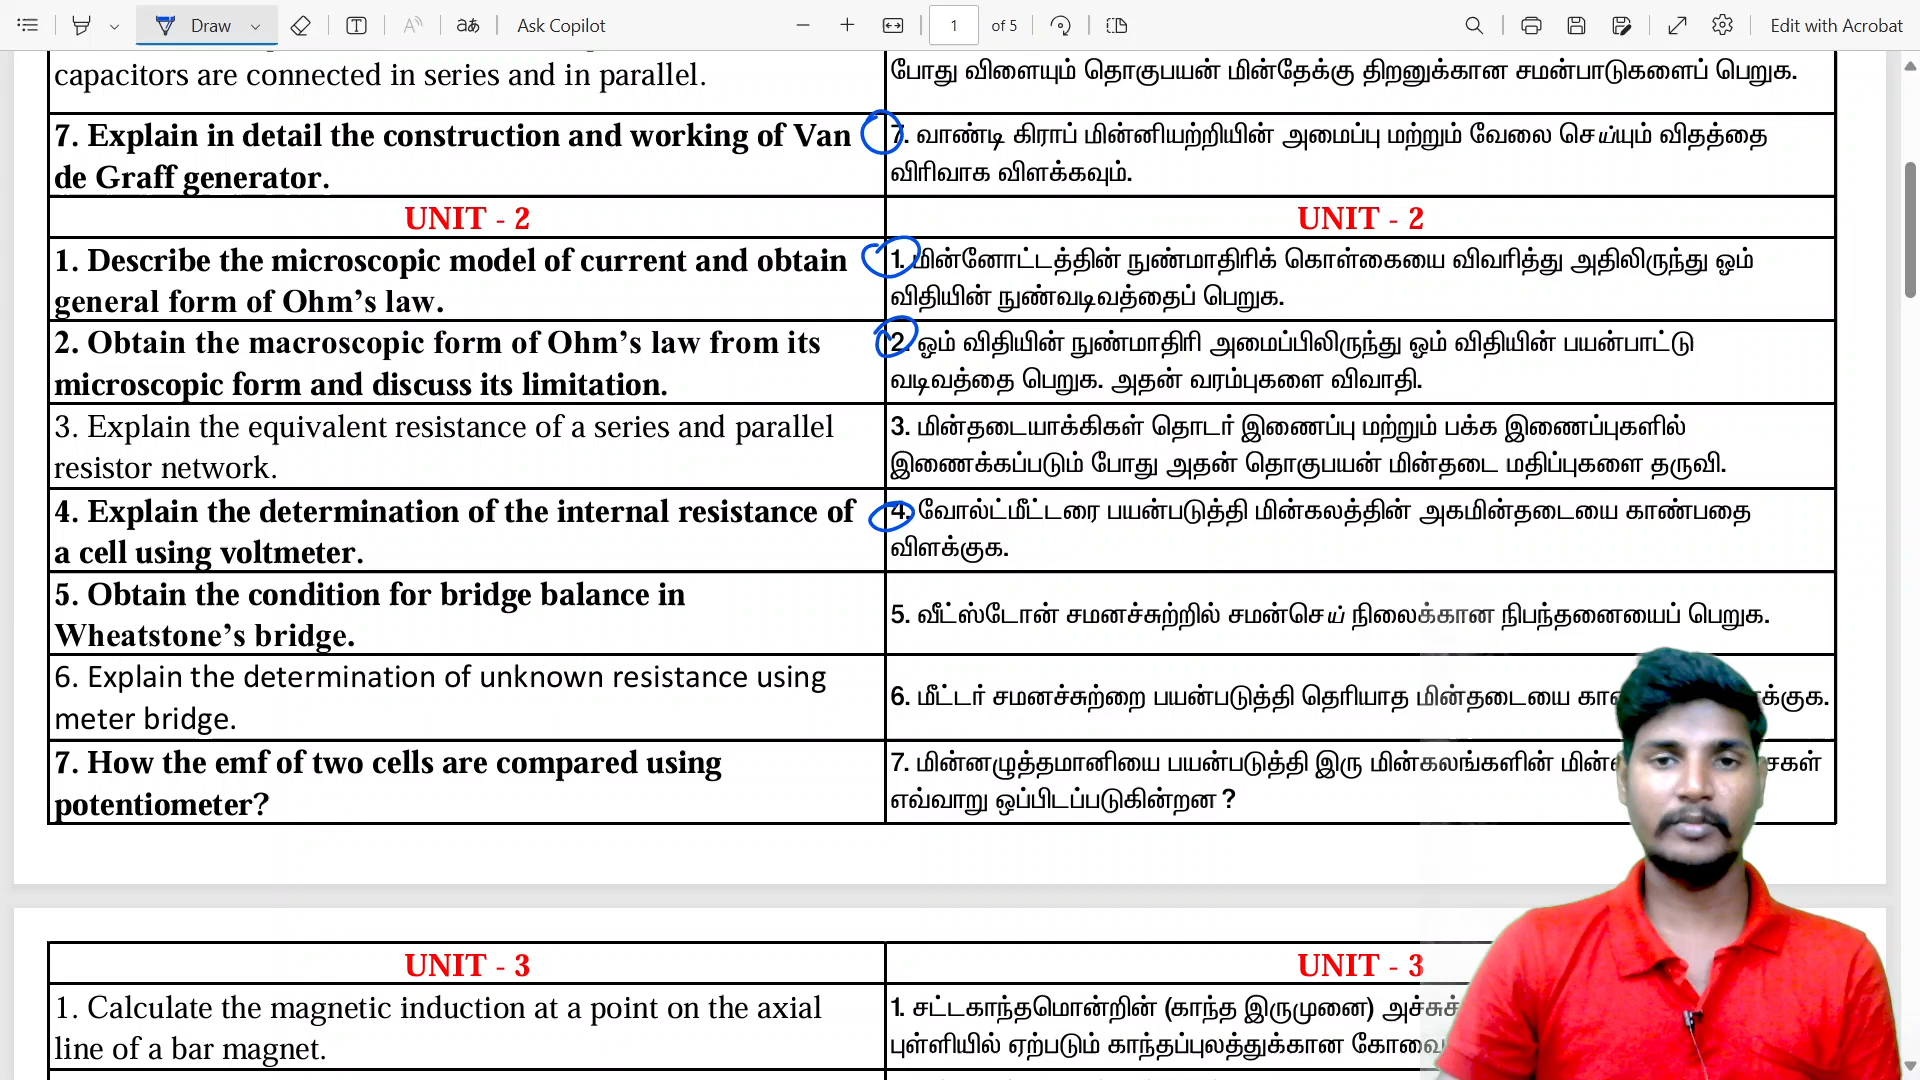 Draw
Ask Copilot
1
of 5
Edit with Acrobat
capacitors are connected in series and in parallel.
போது விளையும் தொகுபயன் மின்தேக்கு திறனுக்கான சமன்பாடுகளைப் பெறுக.
7. Explain in detail the construction and working of Van
de Graff generator.
7. வாண்டி கிராப் மின்னியற்றியின் அமைப்பு மற்றும் வேலை செய்யும் விதத்தை
விரிவாக விளக்கவும்.
UNIT - 2
UNIT - 2
1. Describe the microscopic model of current and obtain
general form of Ohm's law.
1. மின்னோட்டத்தின் நுண்மாதிரிக் கொள்கையை விவரித்து அதிலிருந்து ஓம்
விதியின் நுண்வடிவத்தைப் பெறுக.
2. Obtain the macroscopic form of Ohm's law from its
microscopic form and discuss its limitation.
2. ஓம் விதியின் நுண்மாதிரி அமைப்பிலிருந்து ஓம் விதியின் பயன்பாட்டு
வடிவத்தை பெறுக. அதன் வரம்புகளை விவாதி.
3. Explain the equivalent resistance of a series and parallel
resistor network.
3. மின்தடையாக்கிகள் தொடர் இணைப்பு மற்றும் பக்க இணைப்புகளில்
இணைக்கப்படும் போது அதன் தொகுபயன் மின்தடை மதிப்புகளை தருவி.
4. Explain the determination of the internal resistance of
a cell using voltmeter.
4. வோல்ட்மீட்டரை பயன்படுத்தி மின்கலத்தின் அகமின்தடையை காண்பதை
விளக்குக.
5. Obtain the condition for bridge balance in
Wheatstone's bridge.
5. வீட்ஸ்டோன் சமனச்சுற்றில் சமன்செய் நிலைக்கான நிபந்தனையைப் பெறுக.
6. Explain the determination of unknown resistance using
meter bridge.
6. மீட்டர் சமனச்சுற்றை பயன்படுத்தி தெரியாத மின்தடையை
7. How the emf of two cells are compared using
potentiometer?
7. மின்னழுத்தமானியை பயன்படுத்தி இரு மின்கலங்களின்
எவ்வாறு ஒப்பிடப்படுகின்றன ?
UNIT - 3
UNIT - 3
1. Calculate the magnetic induction at a point on the axial
line of a bar magnet.
1. சட்டகாந்தமொன்றின் (காந்த இருமுனை)
புள்ளியில் ஏற்படும் காந்தப்புலத்துக்கான